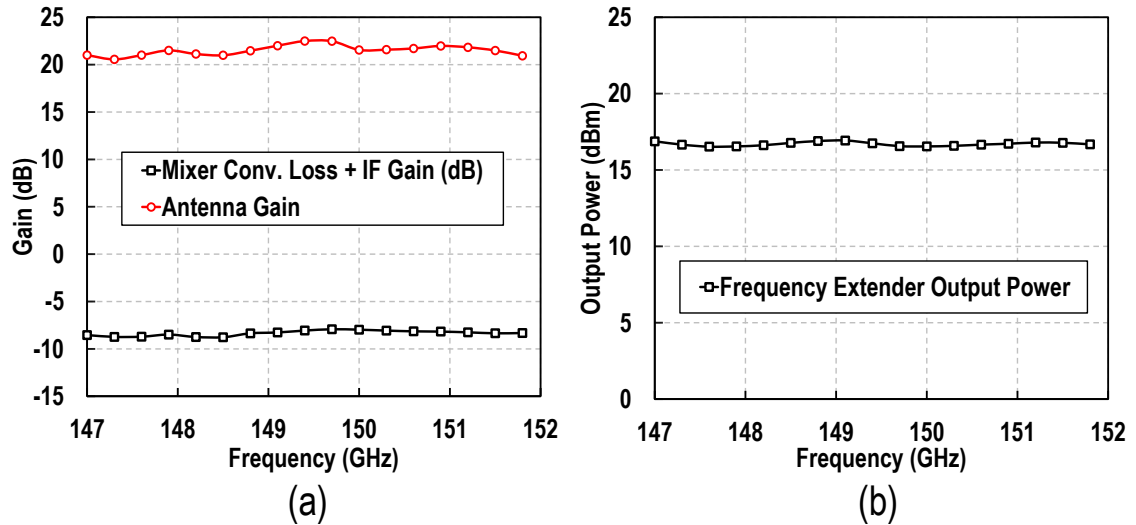 25
20
15
10
5
0
-5
-10
-15
Gain (dB)
Mixer Conv. Loss + IF Gain (dB)
Antenna Gain
147 148 149 150 151 152
Frequency (GHz)
(a)
25
20
15
10
5
0
Output Power (dBm)
Frequency Extender Output Power
147 148 149 150 151 152
Frequency (GHz)
(b)